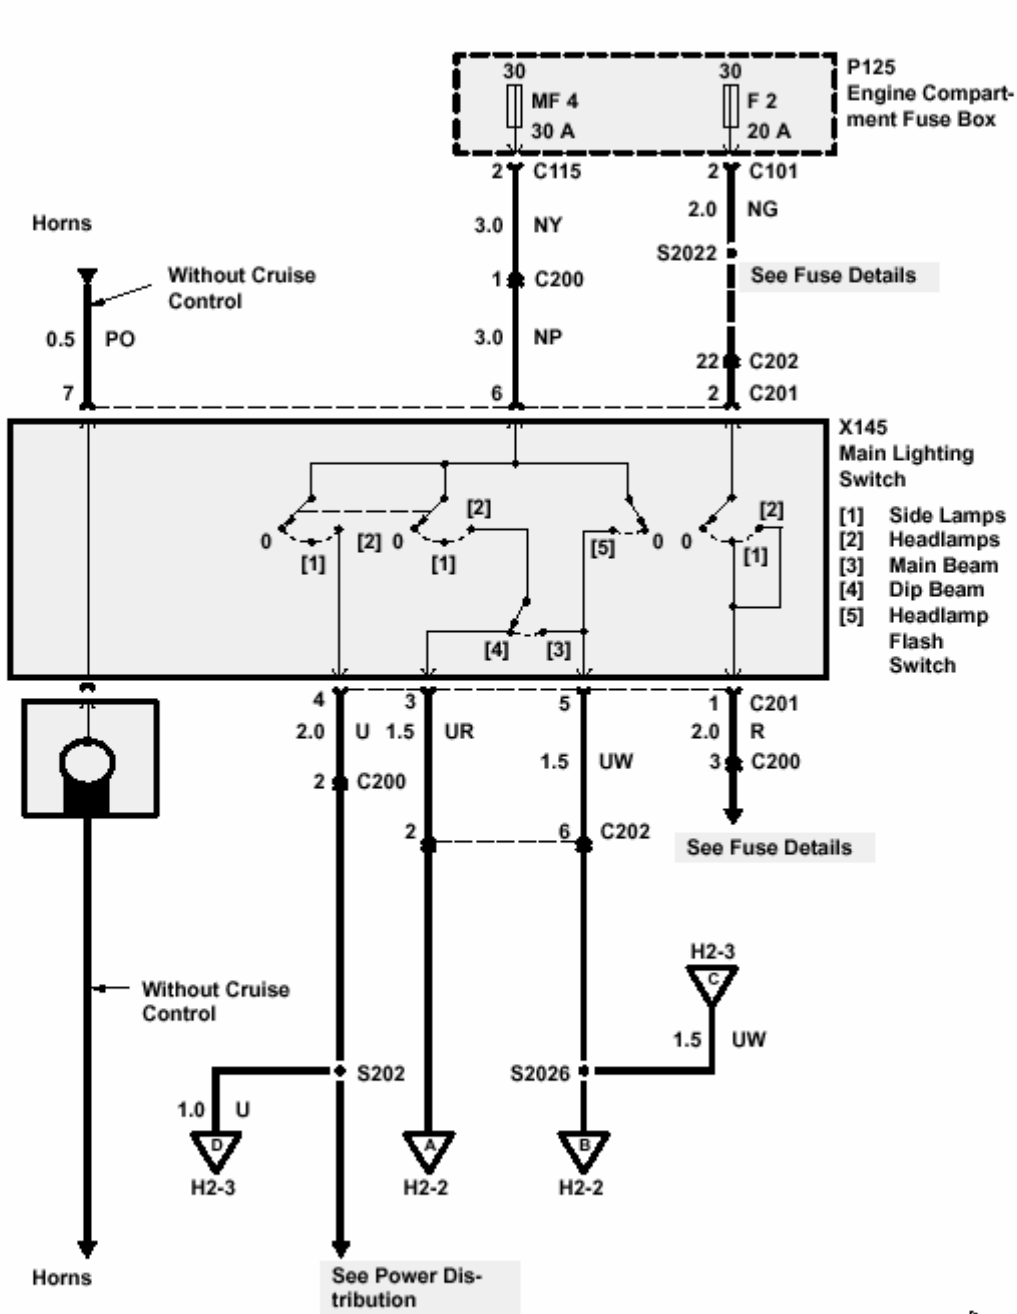 30
MF 4
30 A
30
F 2
20 A
P125
Engine Compart-
ment Fuse Box
2
C115
2
C101
3.0
NY
2.0
NG
Horns
S2022
See Fuse Details
Without Cruise
Control
1
C200
0.5
PO
3.0
NP
22
C202
7
6
2
C201
X145
Main Lighting
Switch
[1] Side Lamps
[2] Headlamps
[3] Main Beam
[4] Dip Beam
[5] Headlamp
Flash
Switch
0
[1]
[2]
0
[1]
[2]
[5]
0
0
[1]
[2]
[4]
[3]
4
3
5
1
C201
2.0
U
1.5
UR
1.5
UW
2.0
R
2
C200
3
C200
2
6
C202
See Fuse Details
H2-3
C
Without Cruise
Control
1.5
UW
S202
S2026
1.0
U
D
H2-3
A
H2-2
B
H2-2
Horns
See Power Dis-
tribution